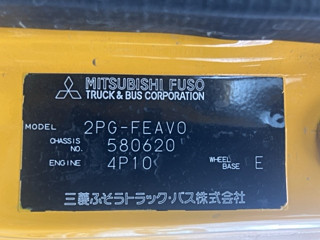 MITSUBISHI FUSO
TRUCK & BUS CORPORATION
MODEL 2PG-FEAV0
CHASSIS NO. 580620
ENGINE 4P10 WHEEL BASE E
三菱ふそうトラック・バス株式会社